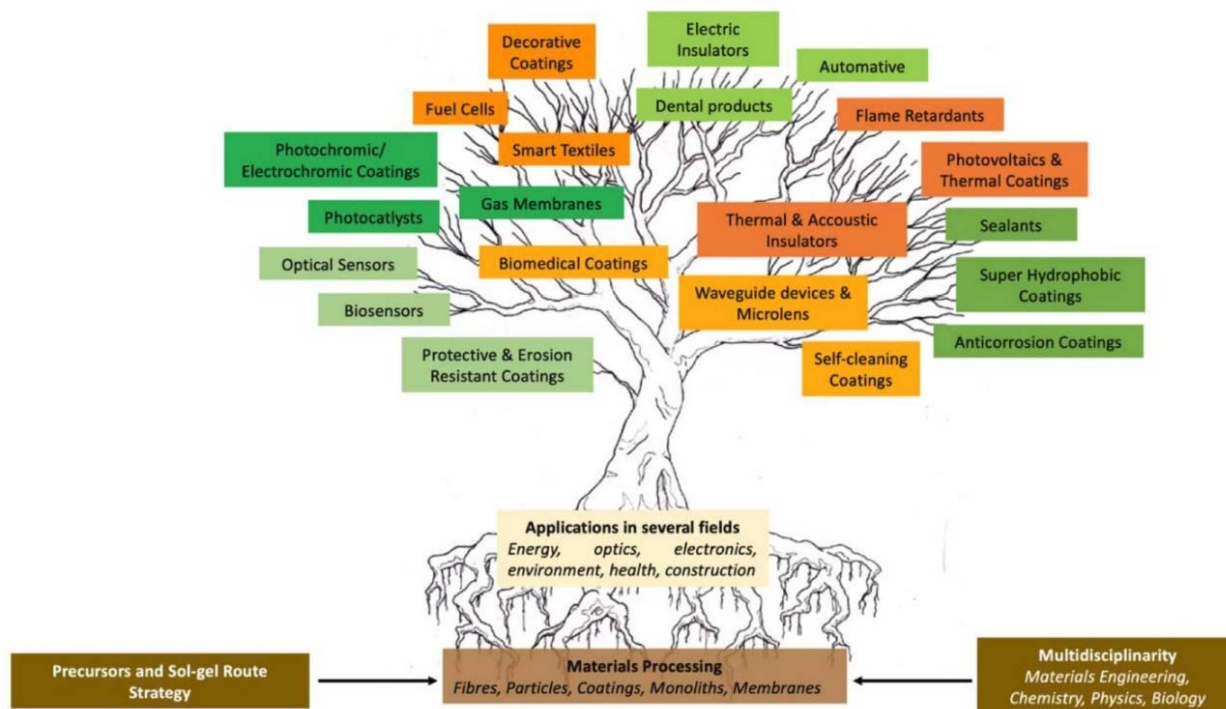 Decorative
Coatings
Electric
Insulators
Automative
Fuel Cells
Dental products
Flame Retardants
Photochromic/
Electrochromic Coatings
Smart Textiles
Photovoltaics &
Thermal Coatings
Photocatlysts
Gas Membranes
Thermal & Accoustic
Insulators
Sealants
Optical Sensors
Biomedical Coatings
Super Hydrophobic
Coatings
Biosensors
Waveguide devices &
Microlens
Anticorrosion Coatings
Protective & Erosion
Resistant Coatings
Self-cleaning
Coatings
Applications in several fields
Energy, optics, electronics,
environment, health, construction
Precursors and Sol-gel Route
Strategy
Materials Processing
Fibres, Particles, Coatings, Monoliths, Membranes
Multidisciplinarity
Materials Engineering,
Chemistry, Physics, Biology